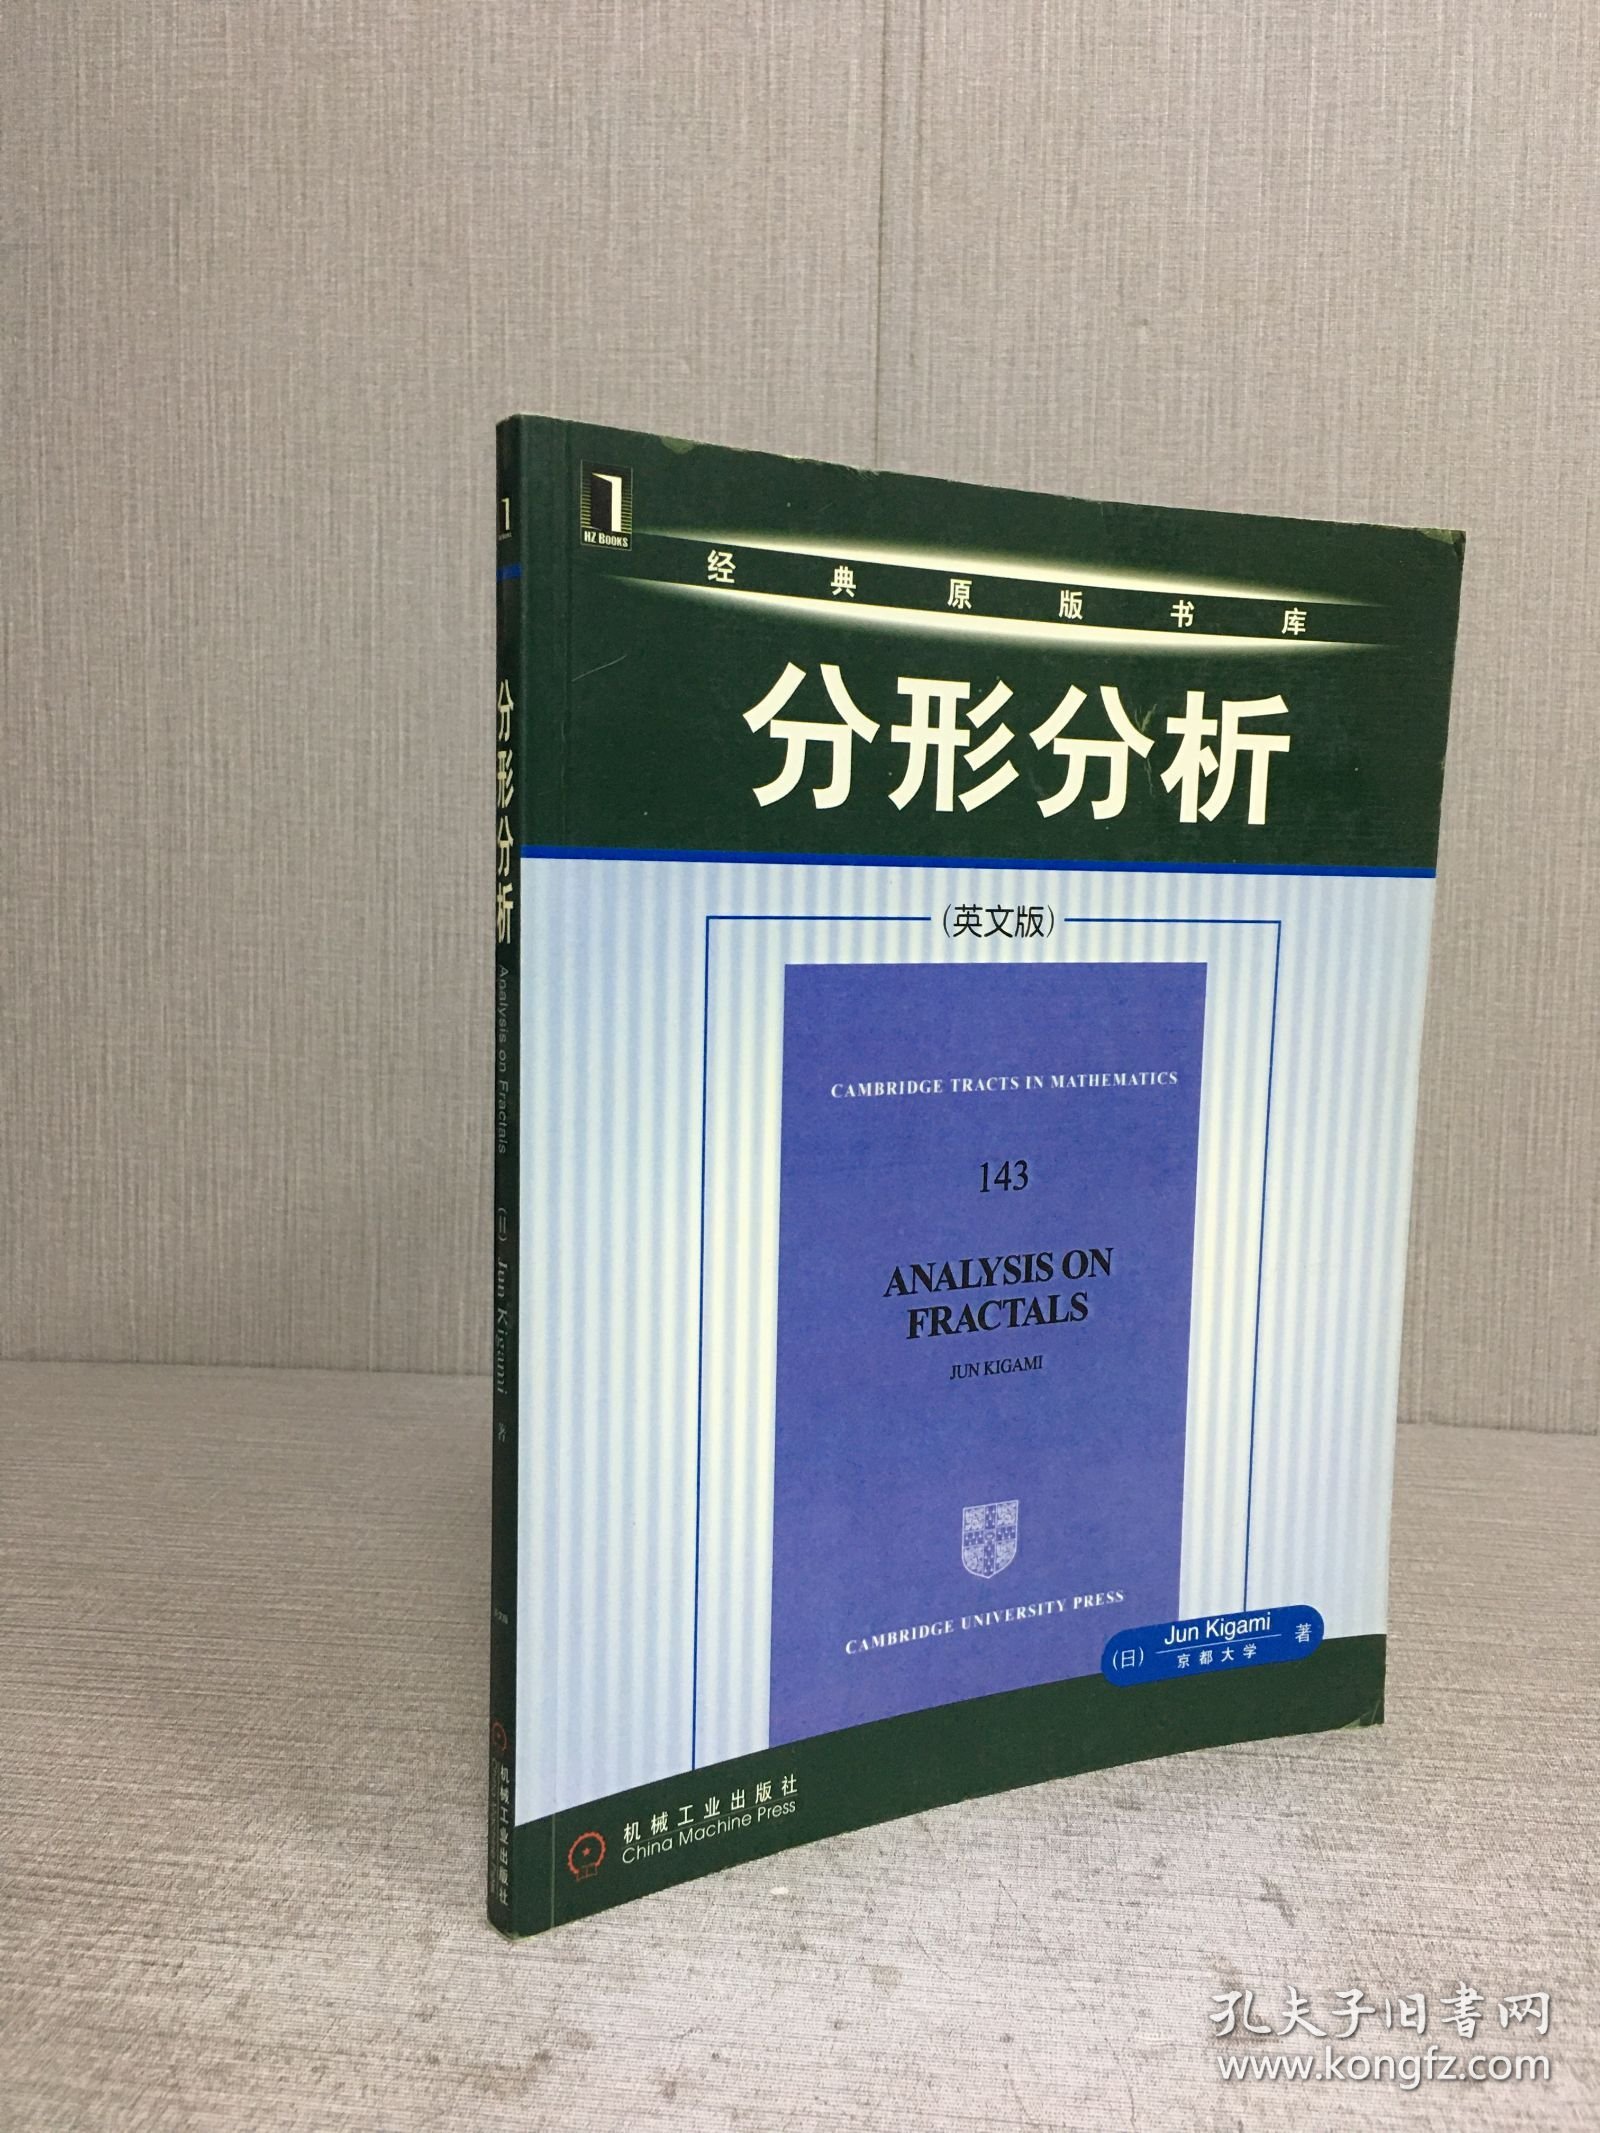 HZ BOOKS
经典原版书库
分形分析
(英文版)
CAMBRIDGE TRACTS IN MATHEMATICS
143
ANALYSIS ON
FRACTALS
JUN KIGAMI
CAMBRIDGE UNIVERSITY PRESS
(日) Jun Kigami 著
京都大学
机械工业出版社
China Machine Press
分形分析 Analysis on Fractals (日) Jun Kigami 著
机械工业出版社
孔夫子旧书网
www.kongfz.com